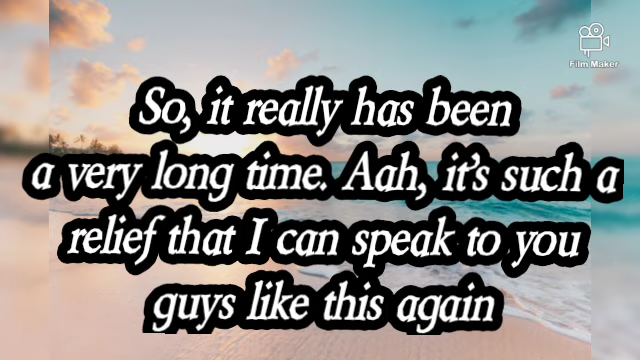 Film Maker
So, it really has been
a very long time. Aah, it's such a
relief that I can speak to you
guys like this again